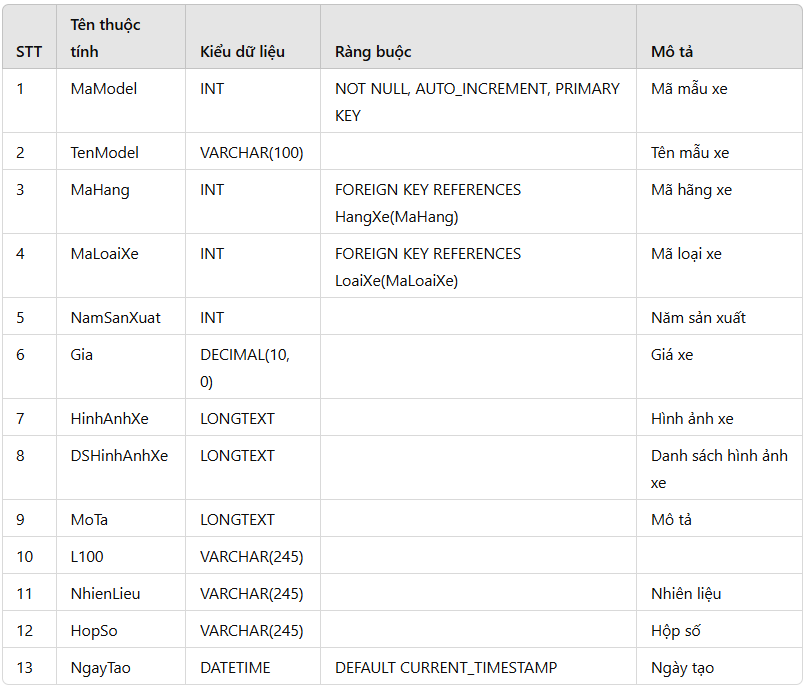 STT Tên thuộc tính Kiểu dữ liệu Ràng buộc Mô tả
1 MaModel INT NOT NULL, AUTO_INCREMENT, PRIMARY KEY Mã mẫu xe
2 TenModel VARCHAR(100) Tên mẫu xe
3 MaHang INT FOREIGN KEY REFERENCES HangXe(MaHang) Mã hãng xe
4 MaLoaiXe INT FOREIGN KEY REFERENCES LoaiXe(MaLoaiXe) Mã loại xe
5 NamSanXuat INT Năm sản xuất
6 Gia DECIMAL(10, 0) Giá xe
7 HinhAnhXe LONGTEXT Hình ảnh xe
8 DSHinhAnhXe LONGTEXT Danh sách hình ảnh xe
9 MoTa LONGTEXT Mô tả
10 L100 VARCHAR(245)
11 NhienLieu VARCHAR(245) Nhiên liệu
12 HopSo VARCHAR(245) Hộp số
13 NgayTao DATETIME DEFAULT CURRENT_TIMESTAMP Ngày tạo